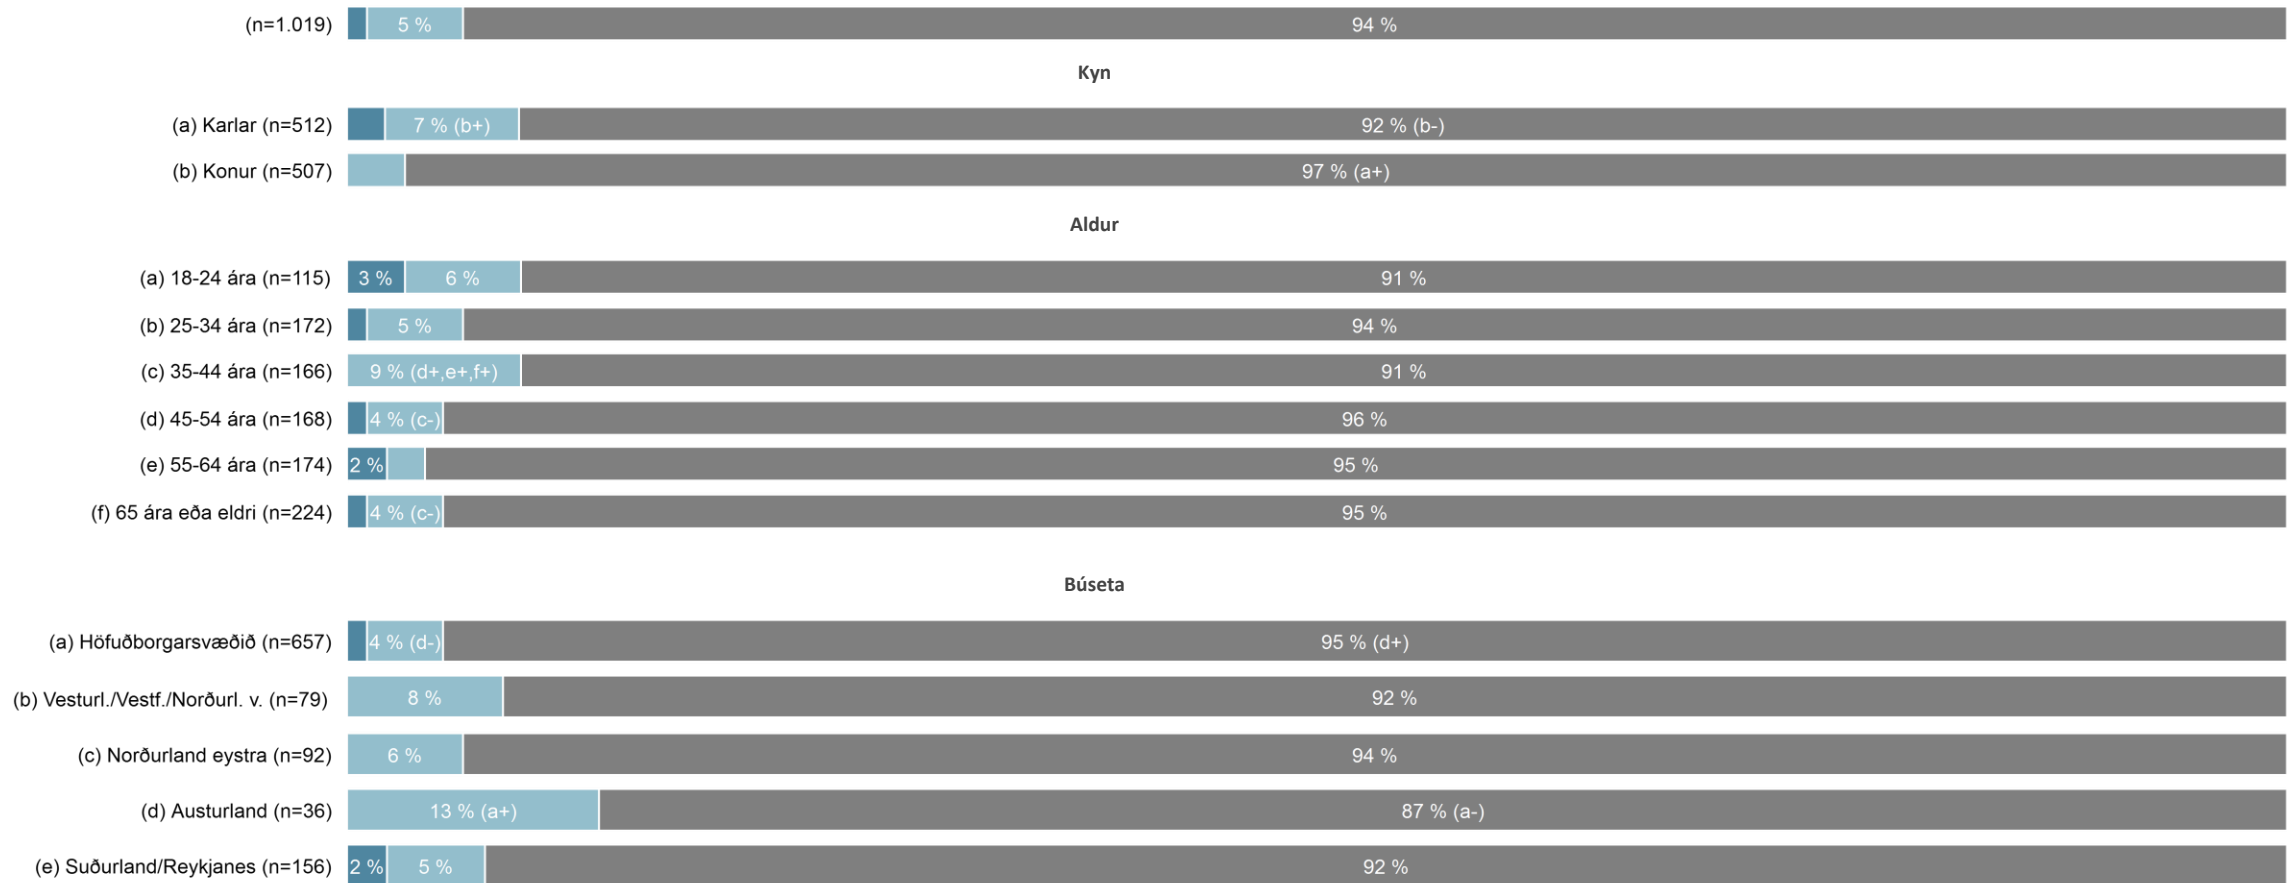 (n=1.019) 5 % 94 %
Kyn
(a) Karlar (n=512) 7 % (b+) 92 % (b-)
(b) Konur (n=507) 97 % (a+)
Aldur
(a) 18-24 ára (n=115) 3 % 6 % 91 %
(b) 25-34 ára (n=172) 5 % 94 %
(c) 35-44 ára (n=166) 9 % (d+,e+,f+) 91 %
(d) 45-54 ára (n=168) 4 % (c-) 96 %
(e) 55-64 ára (n=174) 2 % 95 %
(f) 65 ára eða eldri (n=224) 4 % (c-) 95 %
Búseta
(a) Höfuðborgarsvæðið (n=657) 4 % (d-) 95 % (d+)
(b) Vesturl./Vestf./Norðurl. v. (n=79) 8 % 92 %
(c) Norðurland eystra (n=92) 6 % 94 %
(d) Austurland (n=36) 13 % (a+) 87 % (a-)
(e) Suðurland/Reykjanes (n=156) 2 % 5 % 92 %